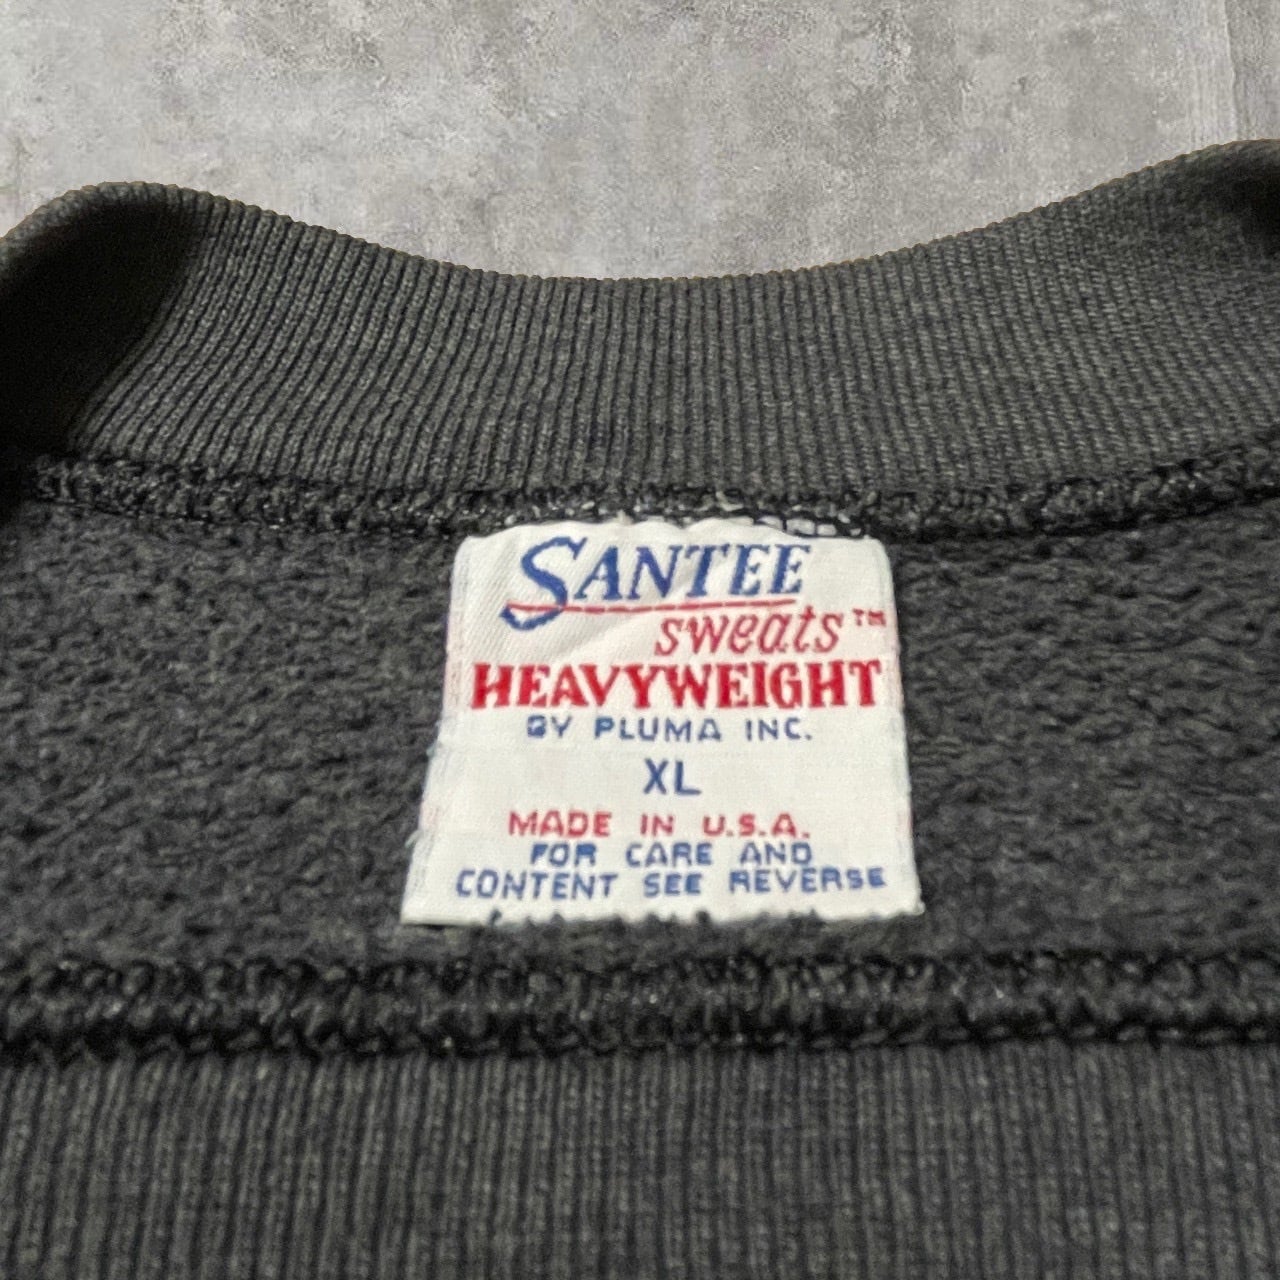 SANTEE
sweats™
HEAVYWEIGHT
BY PLUMA INC.
XL
MADE IN U.S.A.
FOR CARE AND
CONTENT SEE REVERSE